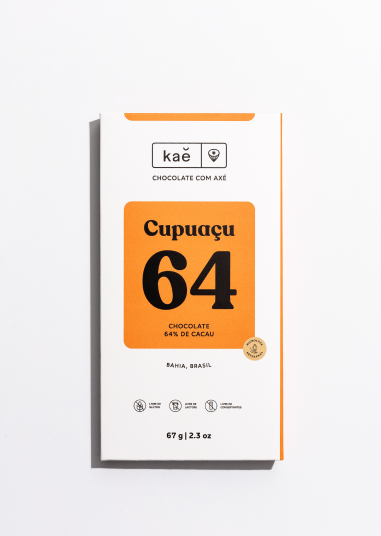 kaĕ
CHOCOLATE COM AXÉ
Cupuaçu
64
CHOCOLATE
64% DE CACAU
BAHIA, BRASIL
LIVRE DE
GLÚTEN
LIVRE DE
LACTOSE
LIVRE DE
CONSERVANTES
67 g | 2.3 oz